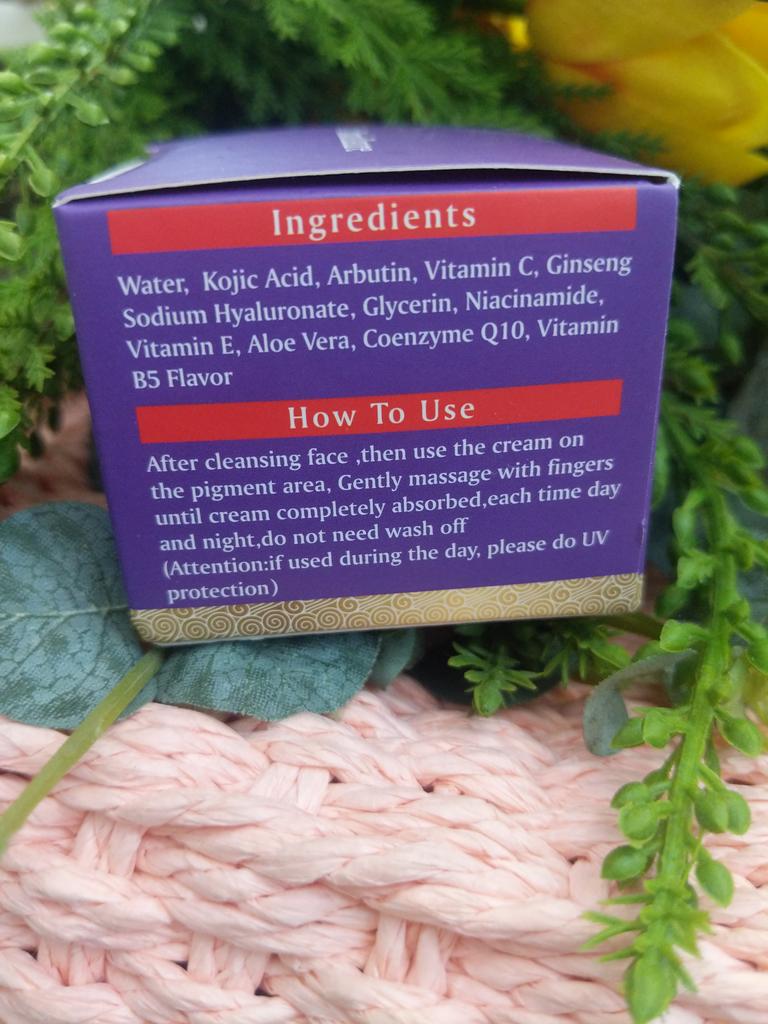 Ingredients
Water, Kojic Acid, Arbutin, Vitamin C, Ginseng
Sodium Hyaluronate, Glycerin, Niacinamide,
Vitamin E, Aloe Vera, Coenzyme Q10, Vitamin
B5 Flavor
How To Use
After cleansing face ,then use the cream on
the pigment area, Gently massage with fingers
until cream completely absorbed,each time day
and night,do not need wash off
(Attention:if used during the day, please do UV
protection)